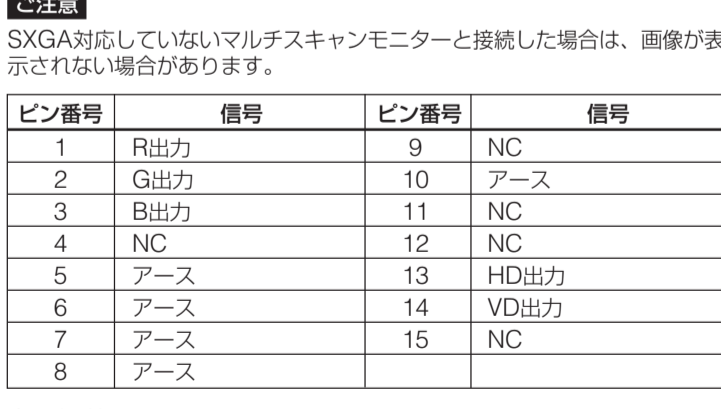 ご注意
SXGA対応していないマルチスキャンモニターと接続した場合は、画像が表
示されない場合があります。
ピン番号 信号 ピン番号 信号
1 R出力 9 NC
2 G出力 10 アース
3 B出力 11 NC
4 NC 12 NC
5 アース 13 HD出力
6 アース 14 VD出力
7 アース 15 NC
8 アース